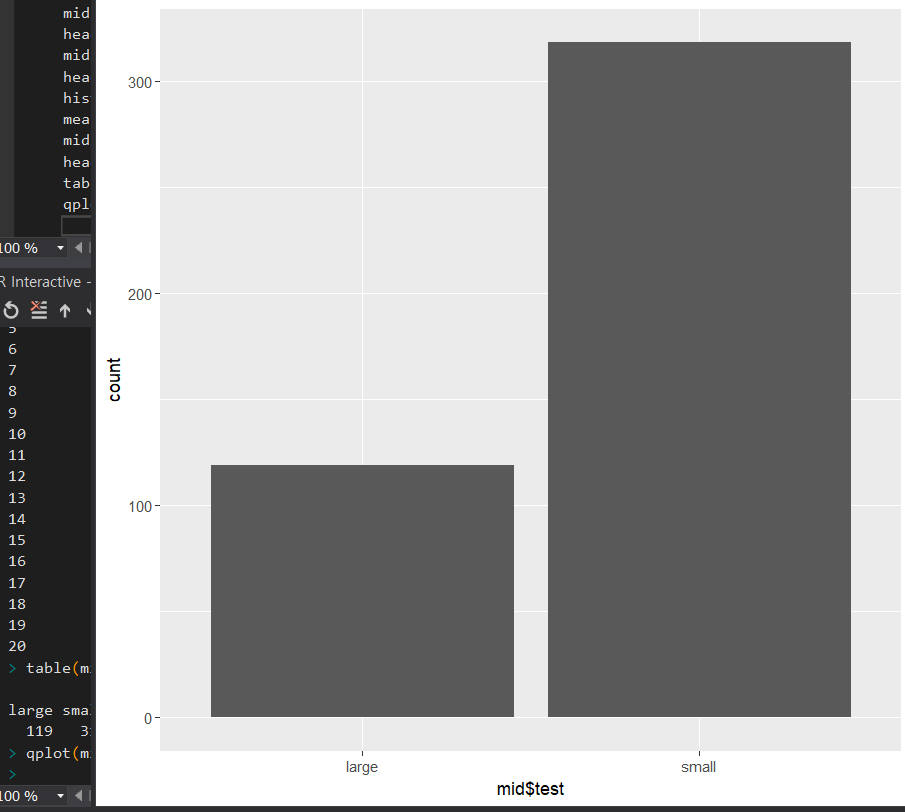 mid
hea
mid
hea
his
mea
mid
hea
tab
qpl
100 %
R Interactive -
5
6
7
8
9
10
11
12
13
14
15
16
17
18
19
20
> table(m
large sma
119 3
> qplot(m
>
100 %
300
200
100
0
count
large small
mid$test